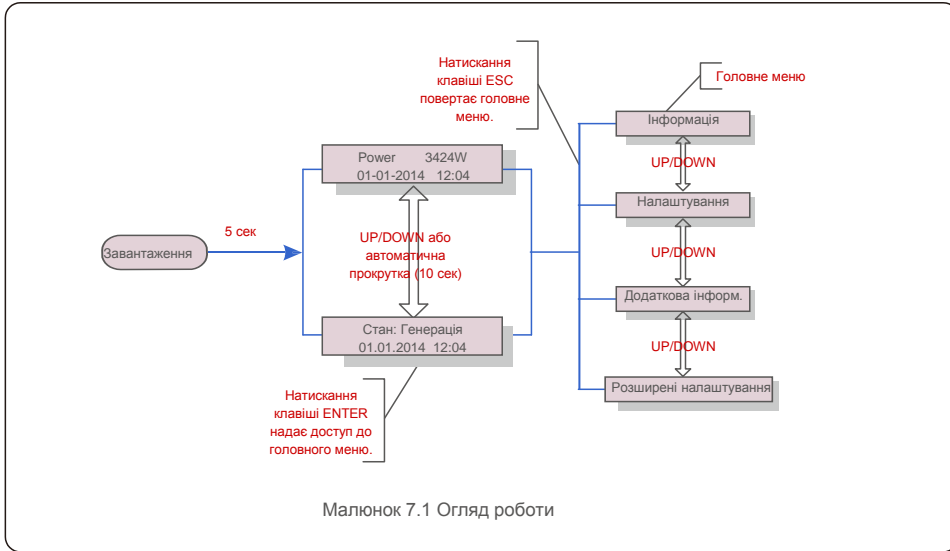 Натискання
клавіші ESC
повертає головне
меню.
Головне меню
Інформація
UP/DOWN
Налаштування
UP/DOWN
Додаткова інформ.
UP/DOWN
Розширені налаштування
Power 3424W
01-01-2014 12:04
5 сек
Завантаження
UP/DOWN або
автоматична
прокрутка (10 сек)
Стан: Генерація
01.01.2014 12:04
Натискання
клавіші ENTER
надає доступ до
головного меню.
Малюнок 7.1 Огляд роботи